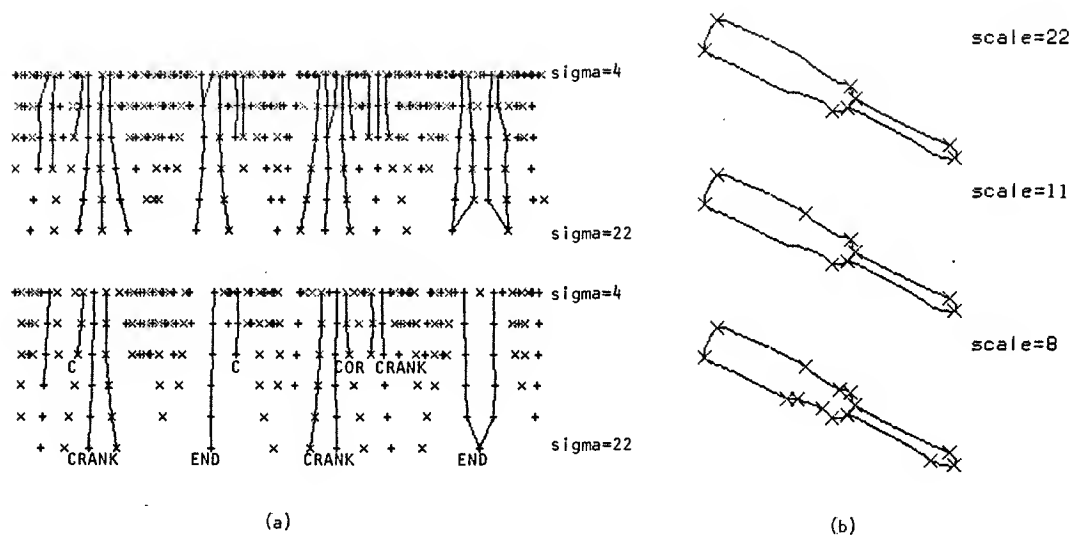 sigma=4
sigma=22
sigma=4
C C COR CRANK
sigma=22
CRANK END CRANK END
(a)
scale=22
scale=11
scale=8
(b)